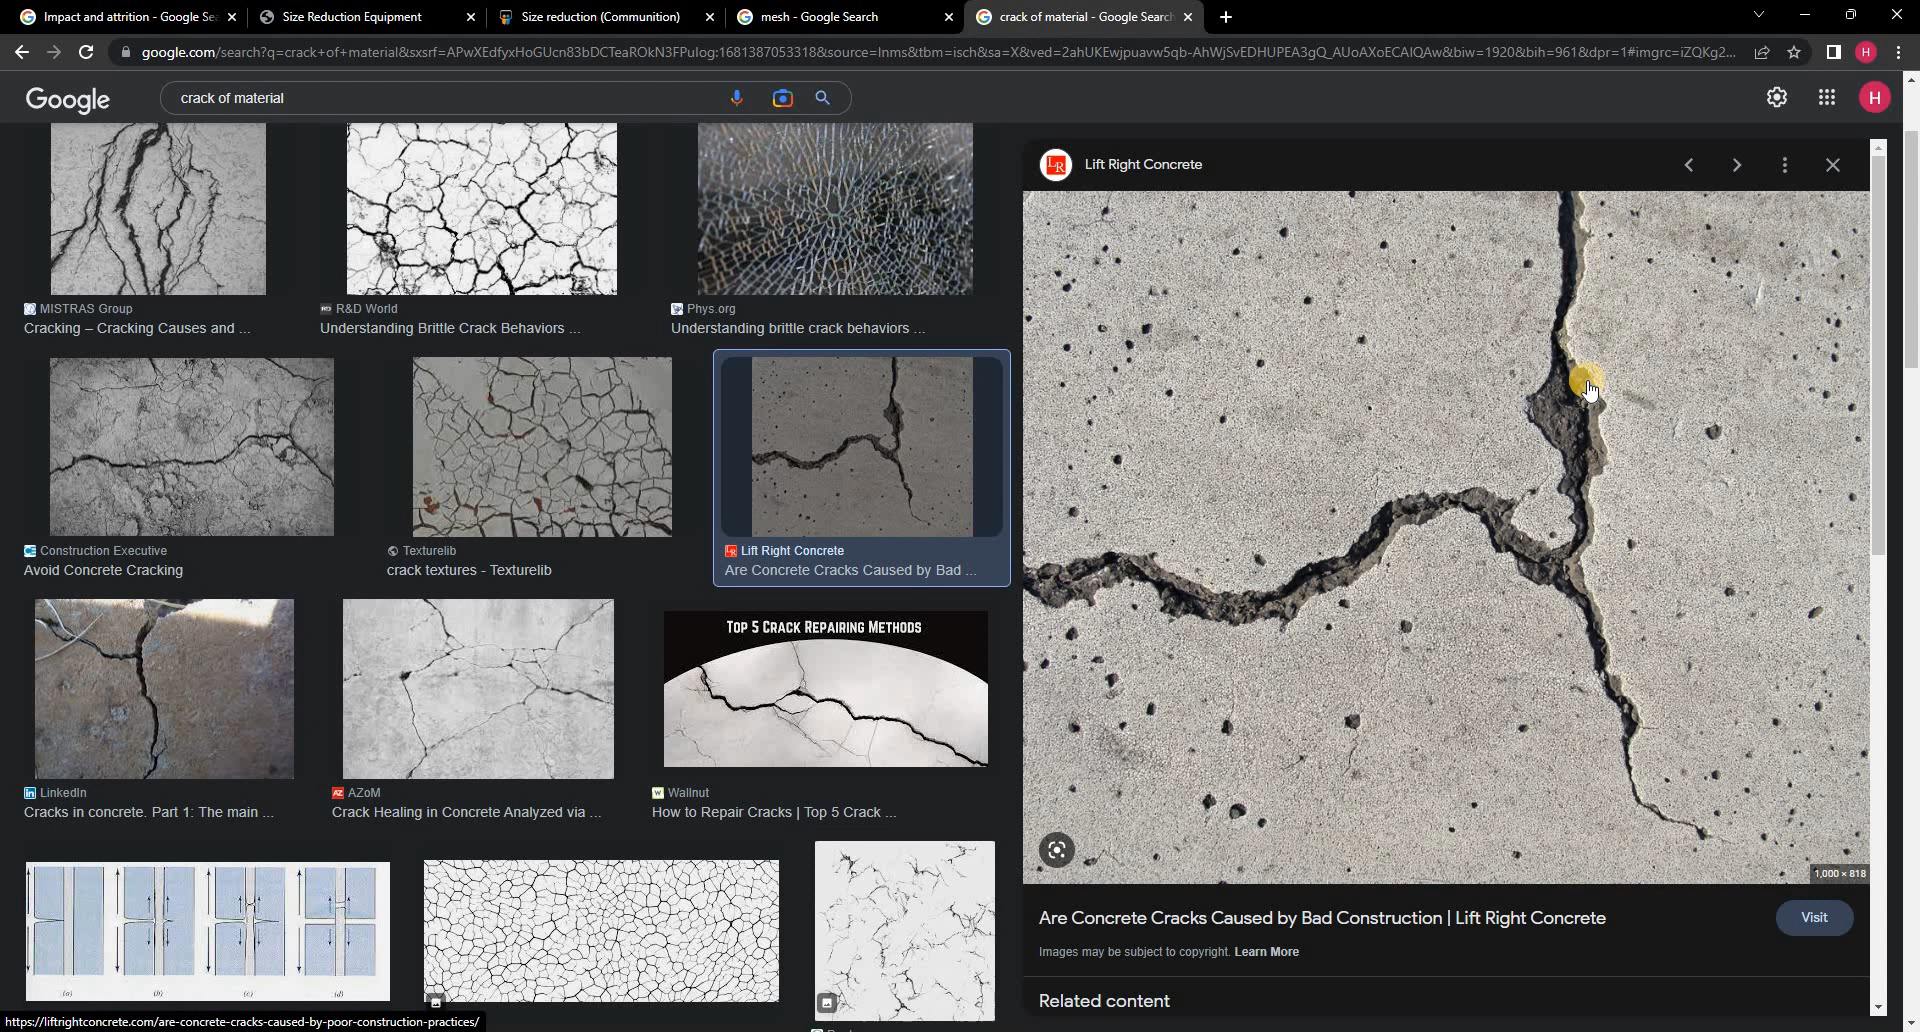 Impact and attrition - Google Se
Size Reduction Equipment
Size reduction (Communition)
mesh - Google Search
crack of material - Google Search
google.com/search?q=crack+of+material&sxsrf=APwXEdfyxHoGUcn83bDCTeaROkN3FPulog:1681387053318&source=lnms&tbm=isch&sa=X&ved=2ahUKEwjpuavw5qb-AhWjSvEDHUPEA3gQ_AUoAXoECAIQAw&biw=1920&bih=961&dpr=1#imgrc=iZQKg2...
H
Google
crack of material
H
LR Lift Right Concrete
MISTRAS Group
Cracking – Cracking Causes and ...
R&D World
Understanding Brittle Crack Behaviors ...
Phys.org
Understanding brittle crack behaviors ...
Construction Executive
Avoid Concrete Cracking
Texturelib
crack textures - Texturelib
LR Lift Right Concrete
Are Concrete Cracks Caused by Bad ...
TOP 5 CRACK REPAIRING METHODS
in LinkedIn
Cracks in concrete. Part 1: The main ...
AZ AZoM
Crack Healing in Concrete Analyzed via ...
W Wallnut
How to Repair Cracks | Top 5 Crack ...
(a) (b) (c) (d)
1,000 × 818
Are Concrete Cracks Caused by Bad Construction | Lift Right Concrete
Visit
Images may be subject to copyright. Learn More
Related content
https://liftrightconcrete.com/are-concrete-cracks-caused-by-poor-construction-practices/